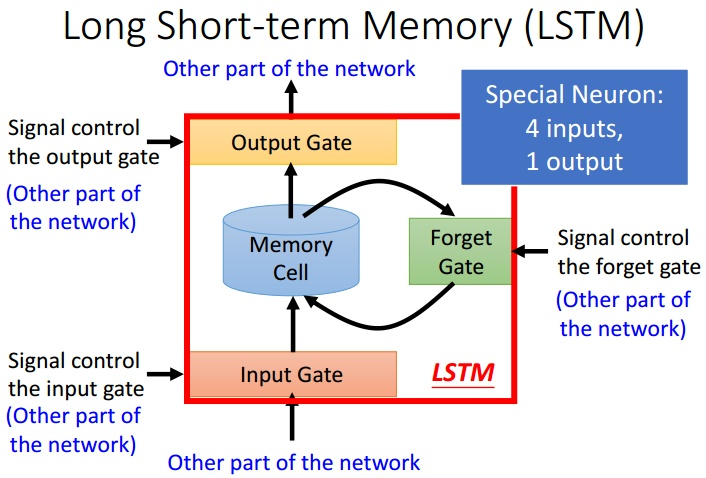 Long Short-term Memory (LSTM)
Other part of the network
Special Neuron:
4 inputs,
1 output
Signal control
the output gate
(Other part of
the network)
Output Gate
Memory
Cell
Forget
Gate
Signal control
the forget gate
(Other part of
the network)
Signal control
the input gate
(Other part of
the network)
Input Gate
LSTM
Other part of the network